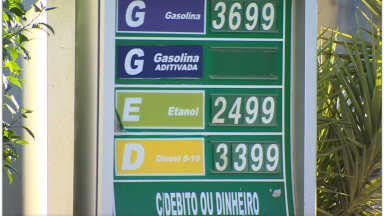 G Gasolina 3699
G Gasolina ADITIVADA
E Etanol 2499
D Diesel S-10 3399
C/DEBITO OU DINHEIRO